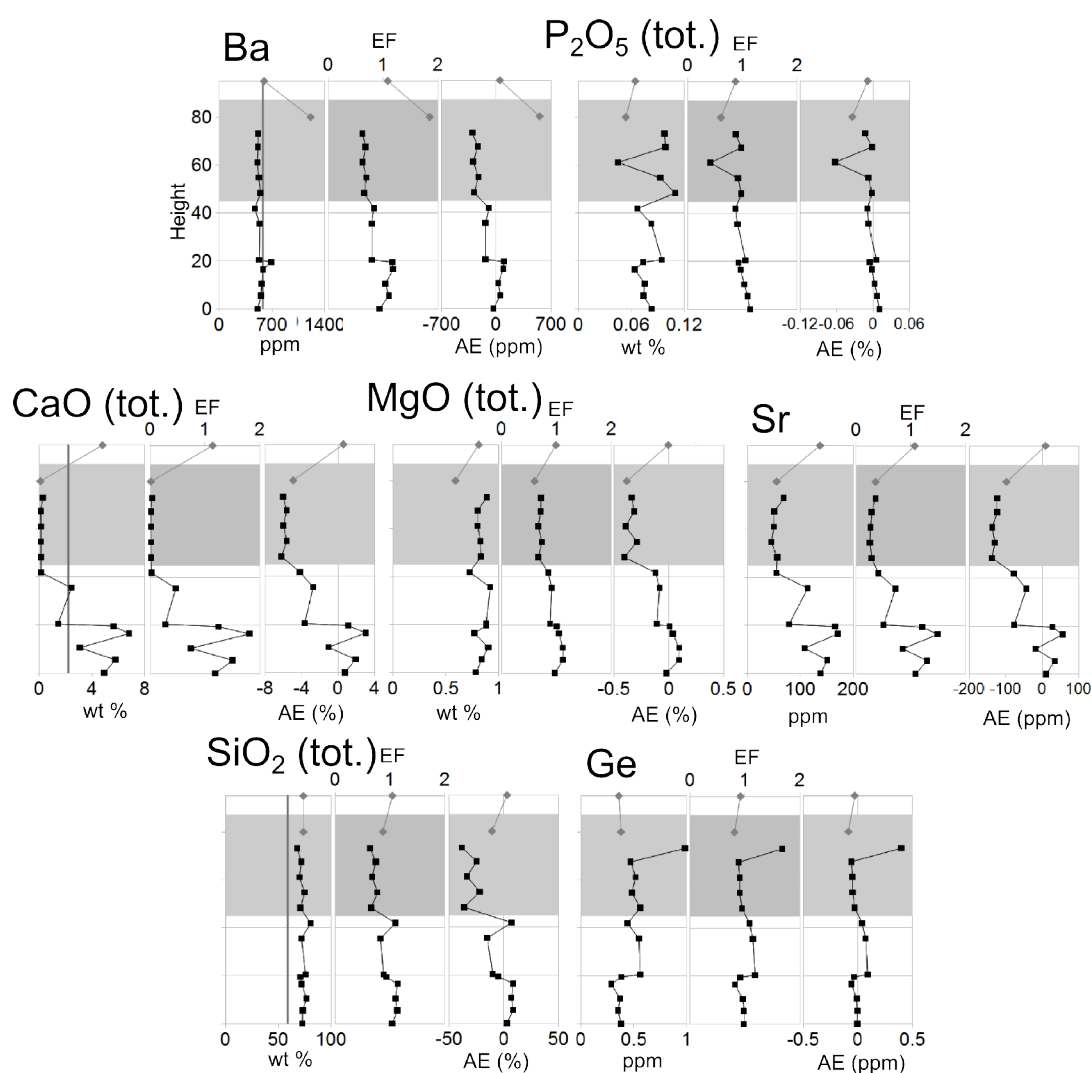 Ba
EF
P2O5 (tot.)
EF
0 1 2
0 1 2
80
60
40
20
0
Height
0 700 1400
-700 0 700
0 0.06 0.12
-0.12 -0.06 0 0.06
ppm
AE (ppm)
wt %
AE (%)
CaO (tot.)
EF
MgO (tot.)
EF
Sr
EF
0 1 2
0 1 2
0 1 2
0 4 8
-8 -4 0 4
0 0.5 1
-0.5 0 0.5
0 100 200
-200 -100 0 100
wt %
AE (%)
wt %
AE (%)
ppm
AE (ppm)
SiO2 (tot.)
EF
Ge
EF
0 1 2
0 1 2
0 50 100
-50 0 50
0 0.5 1
-0.5 0 0.5
wt %
AE (%)
ppm
AE (ppm)